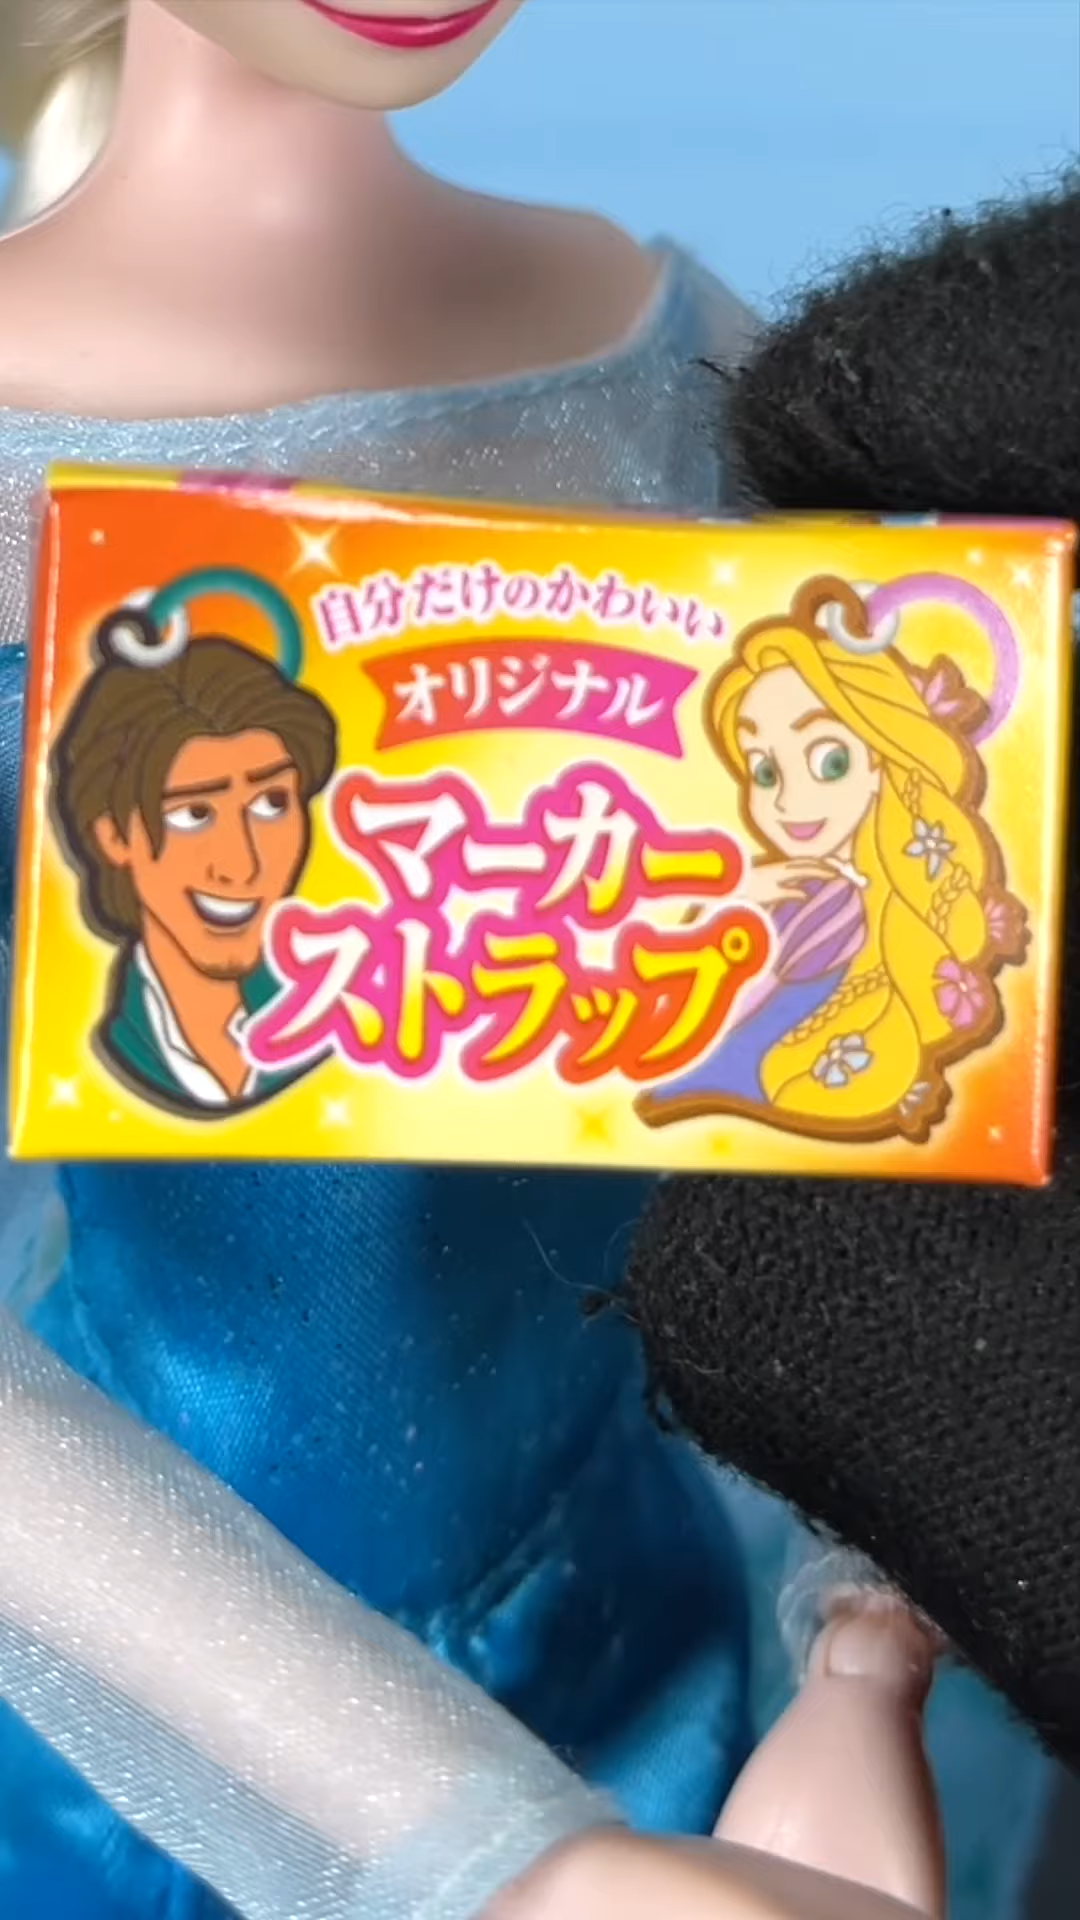 自分だけのかわいい
オリジナル
マーカー
ストラップ